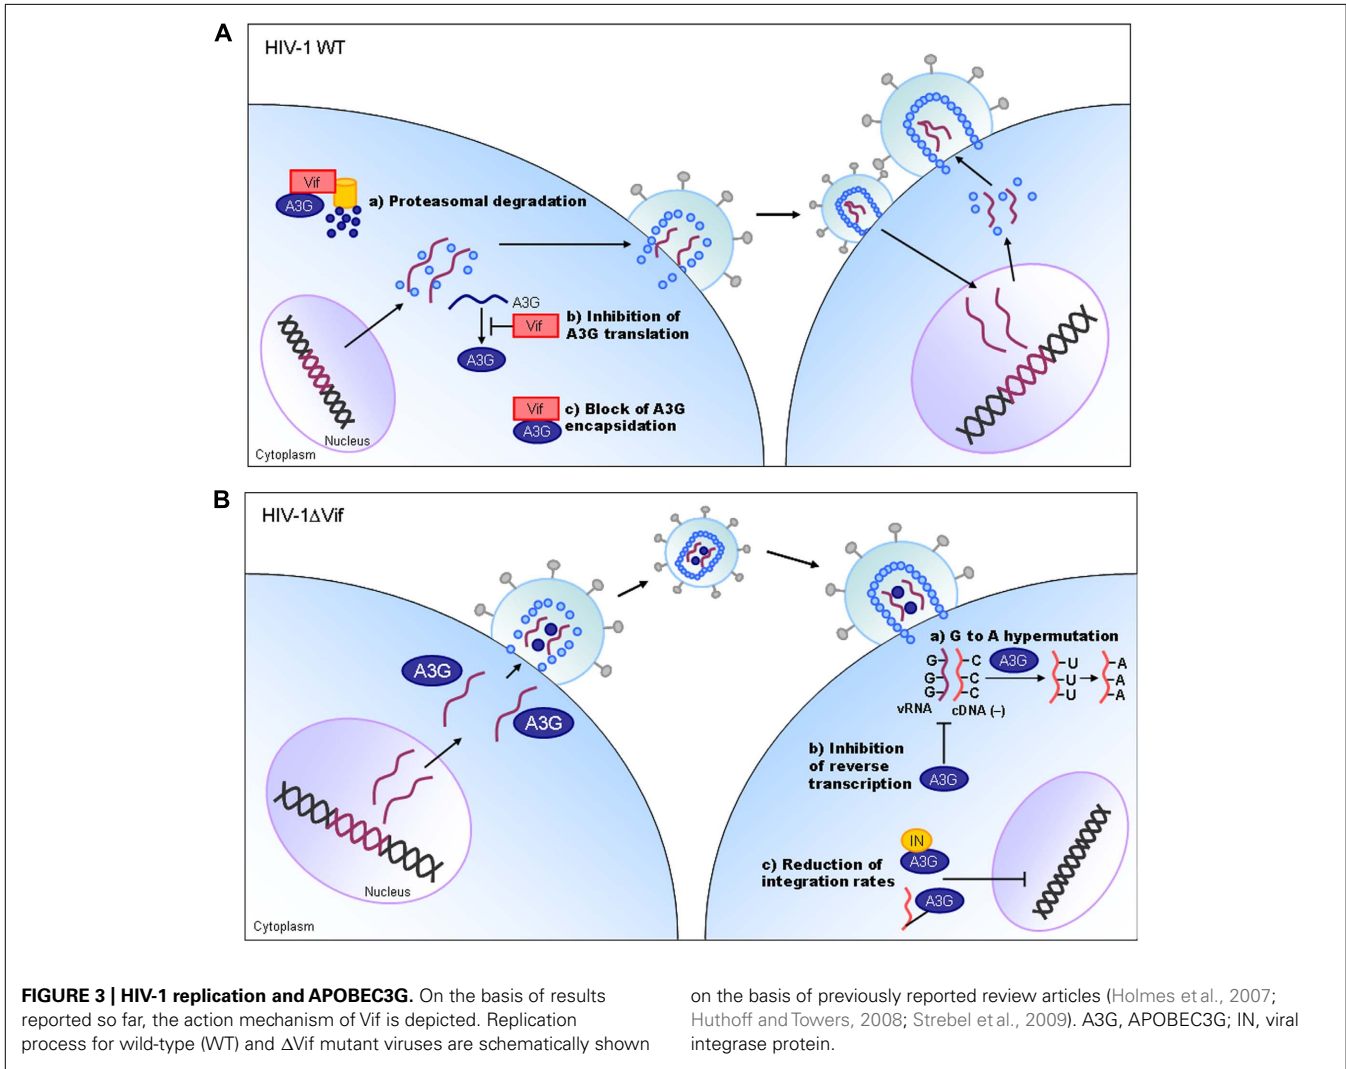 A
HIV-1 WT
Vif
A3G
a) Proteasomal degradation
A3G
b) Inhibition of
A3G translation
Vif
A3G
Vif
A3G
c) Block of A3G
encapsidation
Nucleus
Cytoplasm
B
HIV-1ΔVif
A3G
A3G
Nucleus
Cytoplasm
a) G to A hypermutation
A3G
G C U A
G C U A
G C U A
vRNA cDNA (–)
b) Inhibition
of reverse
transcription
A3G
IN
A3G
c) Reduction of
integration rates
A3G
FIGURE 3 | HIV-1 replication and APOBEC3G. On the basis of results
reported so far, the action mechanism of Vif is depicted. Replication
process for wild-type (WT) and ΔVif mutant viruses are schematically shown
on the basis of previously reported review articles (Holmes et al., 2007;
Huthoff and Towers, 2008; Strebel et al., 2009). A3G, APOBEC3G; IN, viral
integrase protein.